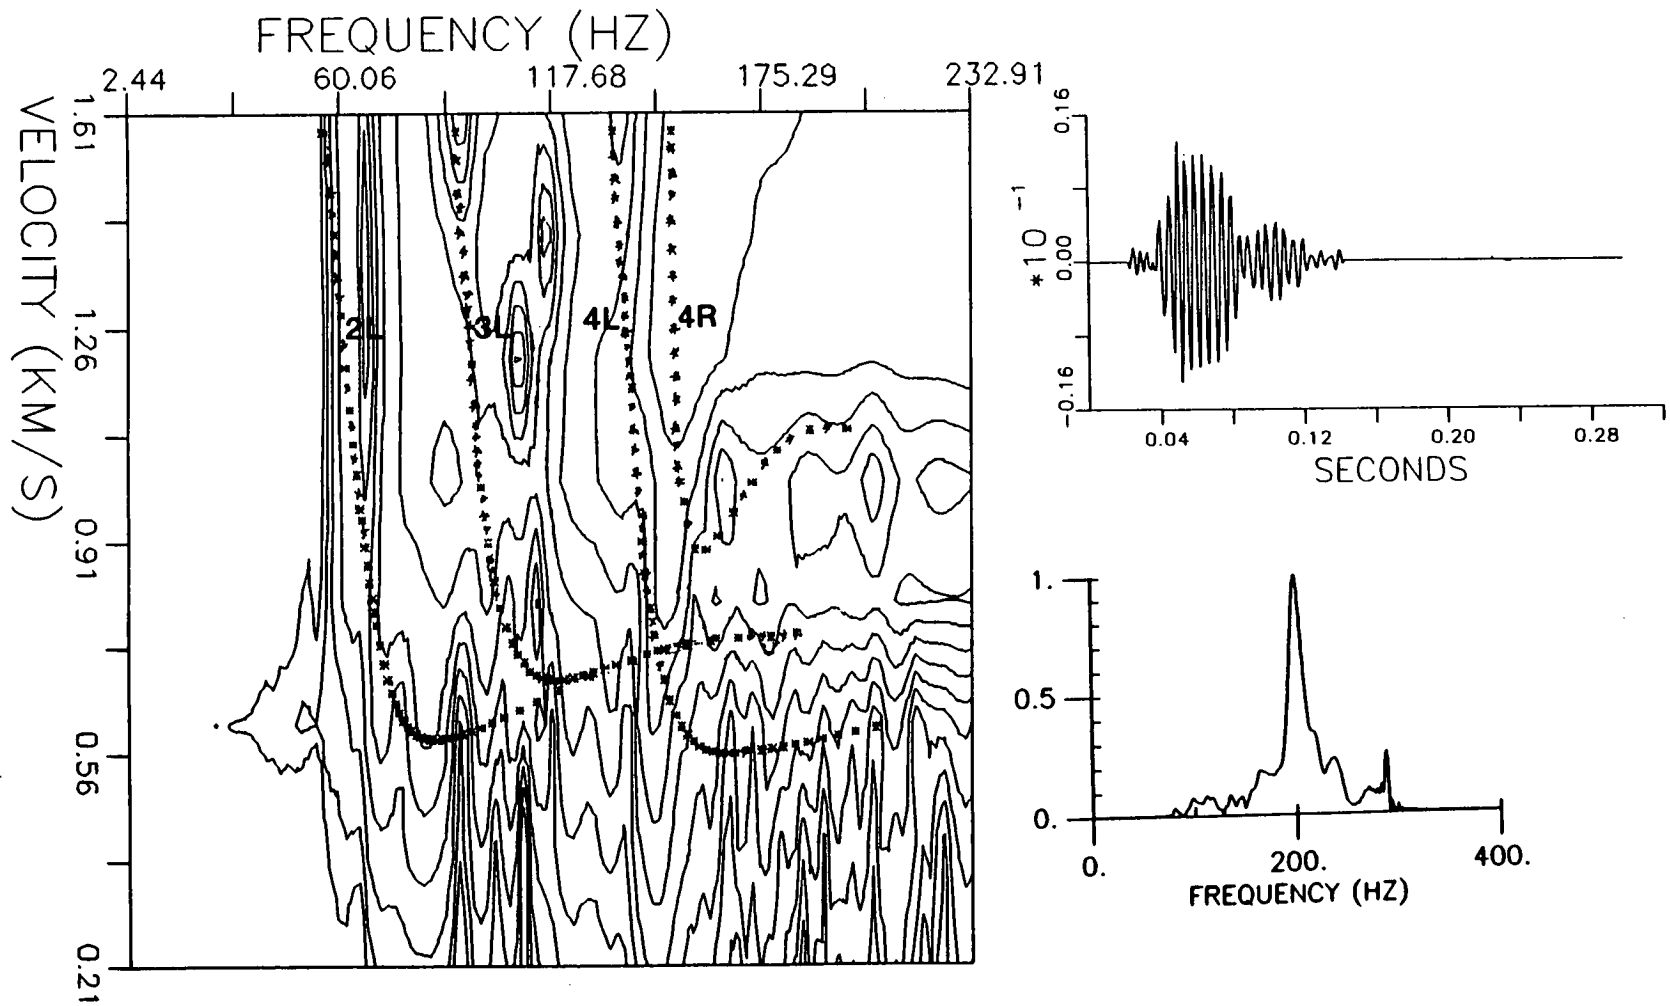 FREQUENCY (HZ)
2.44 60.06 117.68 175.29 232.91
VELOCITY (KM/S)
1.61
1.26
0.91
0.56
0.21
2L 3L 4L 4R
*10 -1
0.16
0.00
-0.16
0.04 0.12 0.20 0.28
SECONDS
1.
0.5
0.
0. 200. 400.
FREQUENCY (HZ)